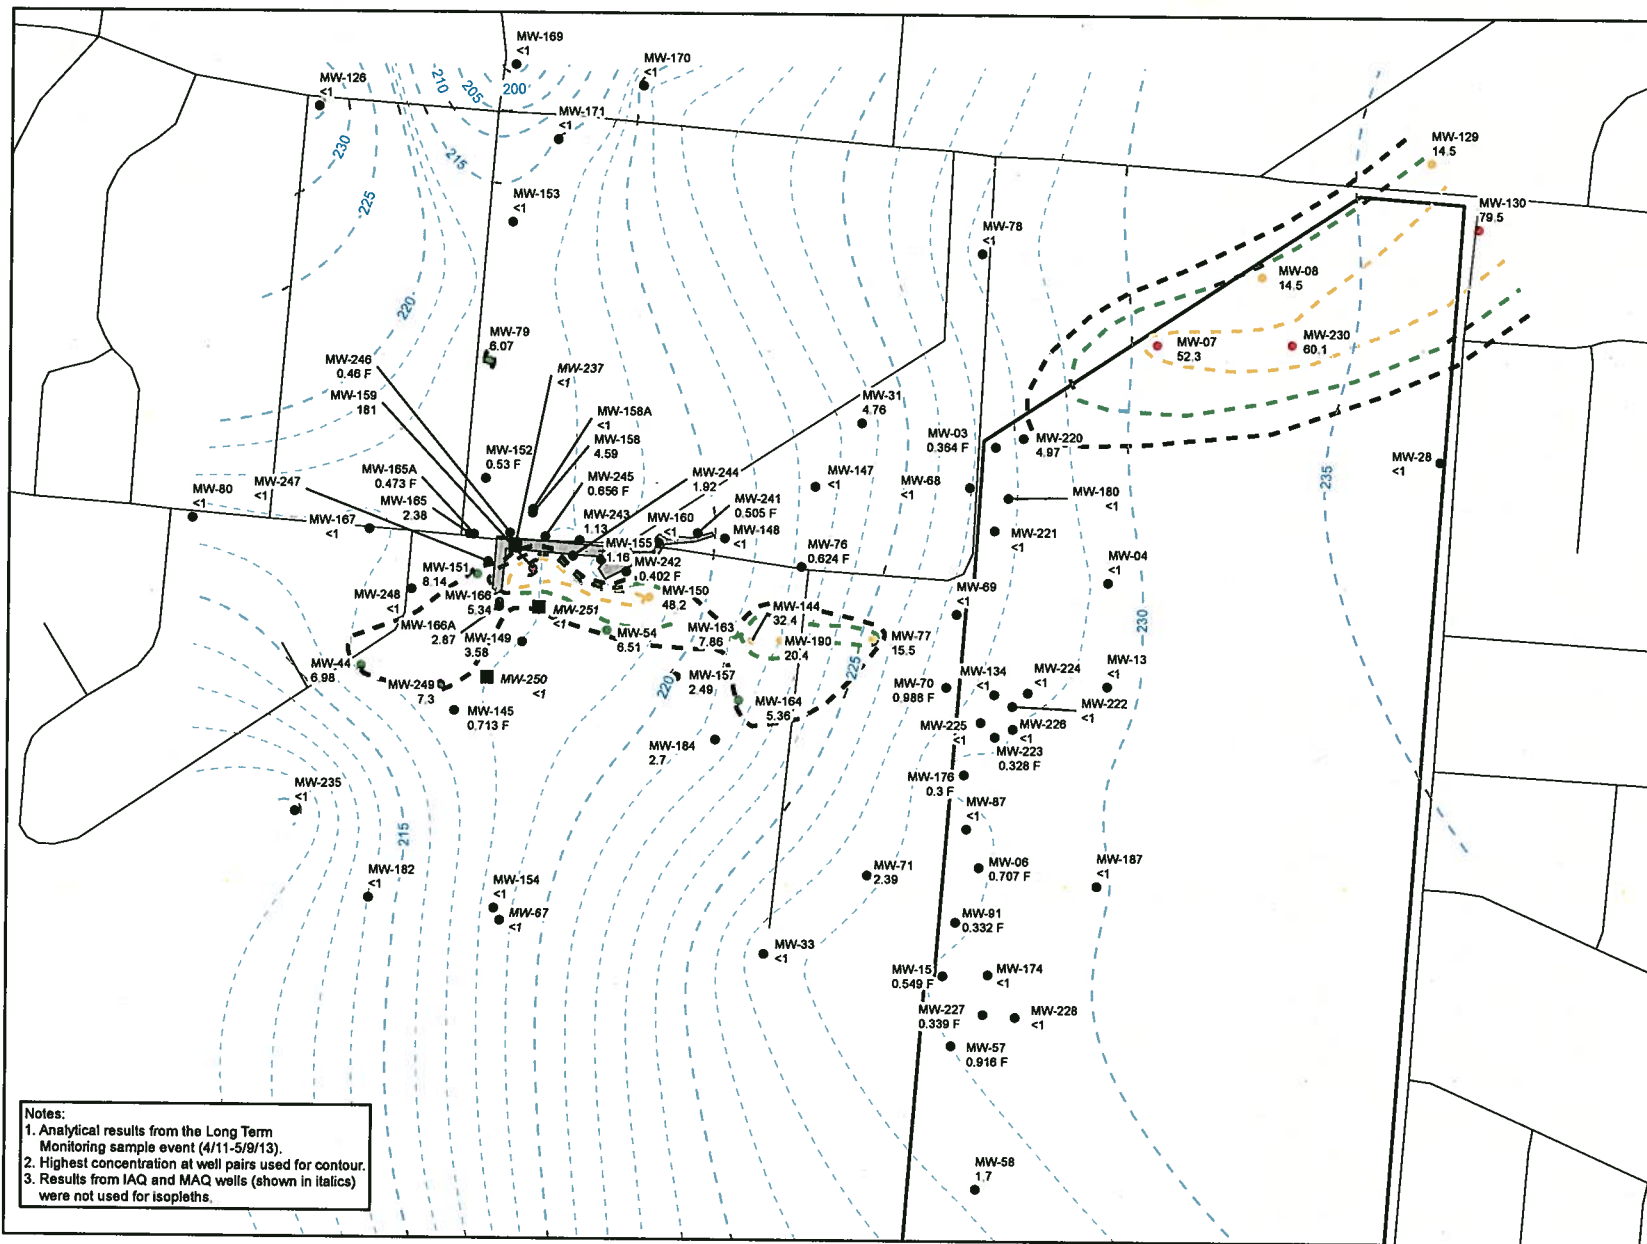 MW-169
<1
MW-170
<1
MW-126
<1
210
205
200
MW-171
<1
230
215
MW-129
14.5
225
MW-153
<1
MW-130
79.5
MW-78
<1
MW-08
14.5
220
MW-79
6.07
MW-07
52.3
MW-230
60.1
MW-246
0.46 F
MW-237
<1
MW-159
181
MW-31
4.76
MW-158A
<1
MW-158
4.59
MW-03
0.364 F
MW-220
4.97
MW-152
0.53 F
MW-28
<1
MW-165A
0.473 F
MW-245
0.656 F
MW-244
1.92
MW-147
<1
MW-68
<1
235
MW-247
<1
MW-80
<1
MW-165
2.38
MW-241
0.505 F
MW-180
<1
MW-167
<1
MW-243
1.13
MW-160
<1
MW-148
<1
MW-221
<1
MW-155
1.16
MW-76
0.624 F
MW-04
<1
MW-242
0.402 F
MW-151
8.14
MW-150
48.2
MW-69
<1
MW-248
<1
MW-166
5.34
MW-251
<1
MW-144
32.4
230
MW-166A
2.87
MW-149
3.58
MW-54
6.51
MW-163
7.86
MW-190
20.4
MW-77
15.5
MW-44
6.98
225
MW-13
<1
MW-249
7.3
MW-250
<1
220
MW-157
2.49
MW-70
0.988 F
MW-134
<1
MW-224
<1
MW-164
5.36
MW-222
<1
MW-145
0.713 F
MW-225
<1
MW-226
<1
MW-184
2.7
MW-223
0.328 F
MW-176
0.3 F
MW-235
<1
MW-87
<1
215
MW-182
<1
MW-71
2.39
MW-06
0.707 F
MW-187
<1
MW-154
<1
MW-67
<1
MW-91
0.332 F
MW-33
<1
MW-15
0.549 F
MW-174
<1
MW-227
0.339 F
MW-228
<1
MW-57
0.916 F
MW-58
1.7
Notes:
1. Analytical results from the Long Term
Monitoring sample event (4/11-5/9/13).
2. Highest concentration at well pairs used for contour.
3. Results from IAQ and MAQ wells (shown in italics)
were not used for isopleths.